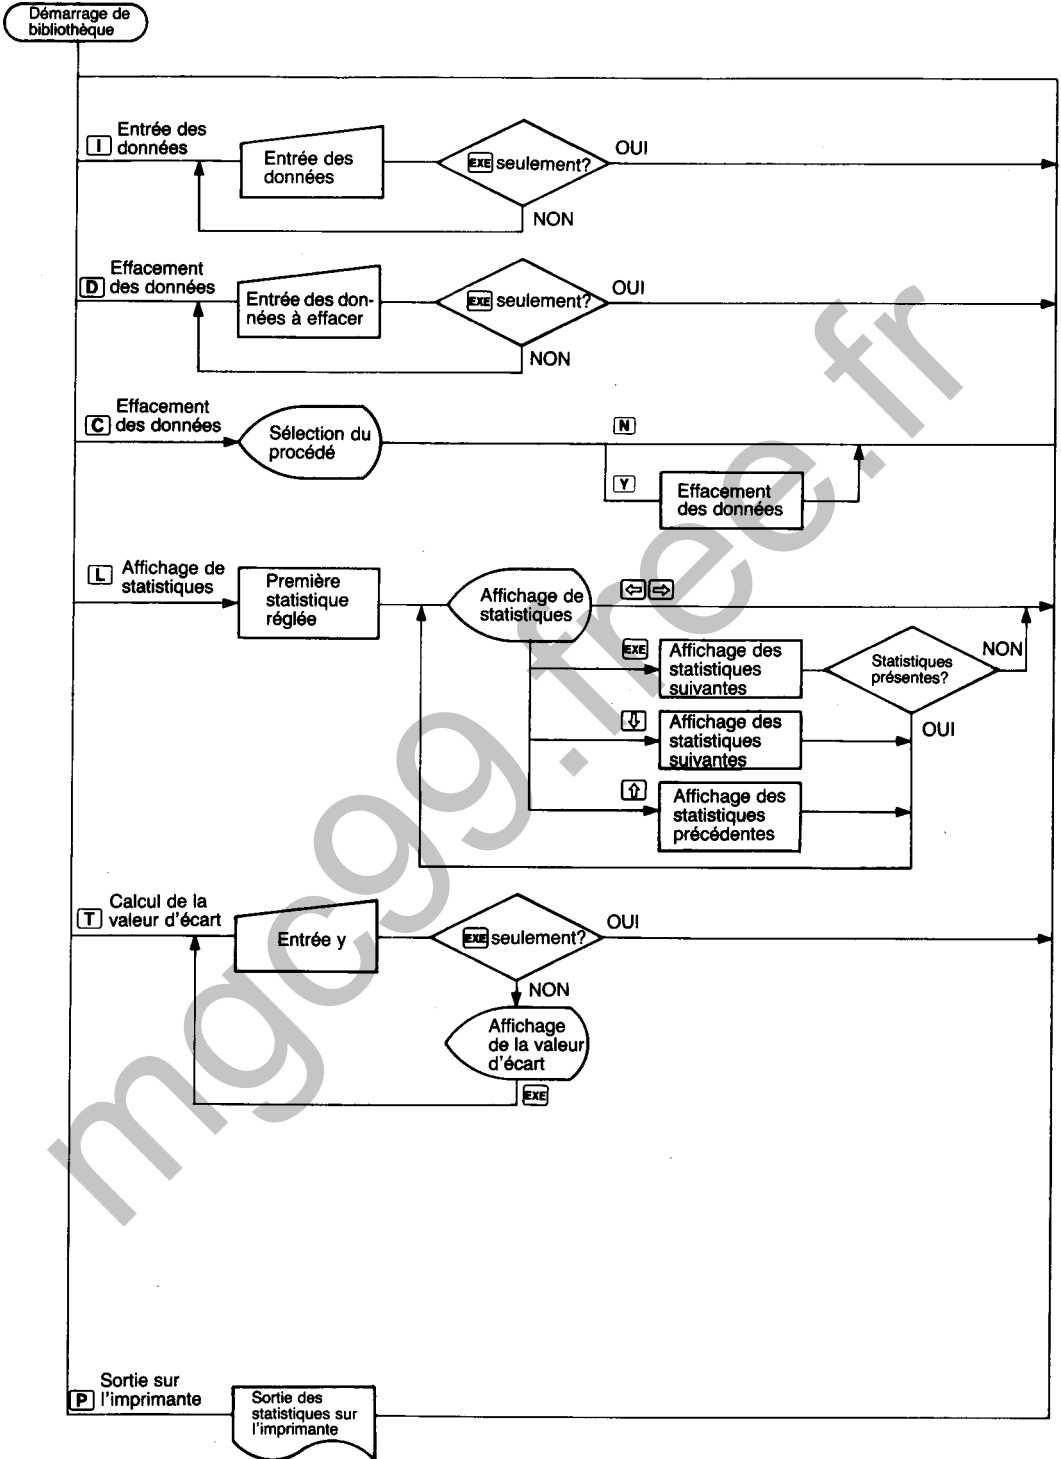 Démarrage de
bibliothèque
Entrée des
I données
Entrée des
données
EXE seulement?
OUI
NON
Effacement
D des données
Entrée des don-
nées à effacer
EXE seulement?
OUI
NON
Effacement
C des données
Sélection du
procédé
N
Y
Effacement
des données
L Affichage de
statistiques
Première
statistique
réglée
Affichage de
statistiques
⇦ ⇨
EXE
Affichage des
statistiques
suivantes
Statistiques
présentes?
NON
OUI
⇩
Affichage des
statistiques
suivantes
⇧
Affichage des
statistiques
précédentes
Calcul de la
T valeur d'écart
Entrée y
EXE seulement?
OUI
NON
Affichage
de la valeur
d'écart
EXE
Sortie sur
P l'imprimante
Sortie des
statistiques sur
l'imprimante
mgc99.free.fr